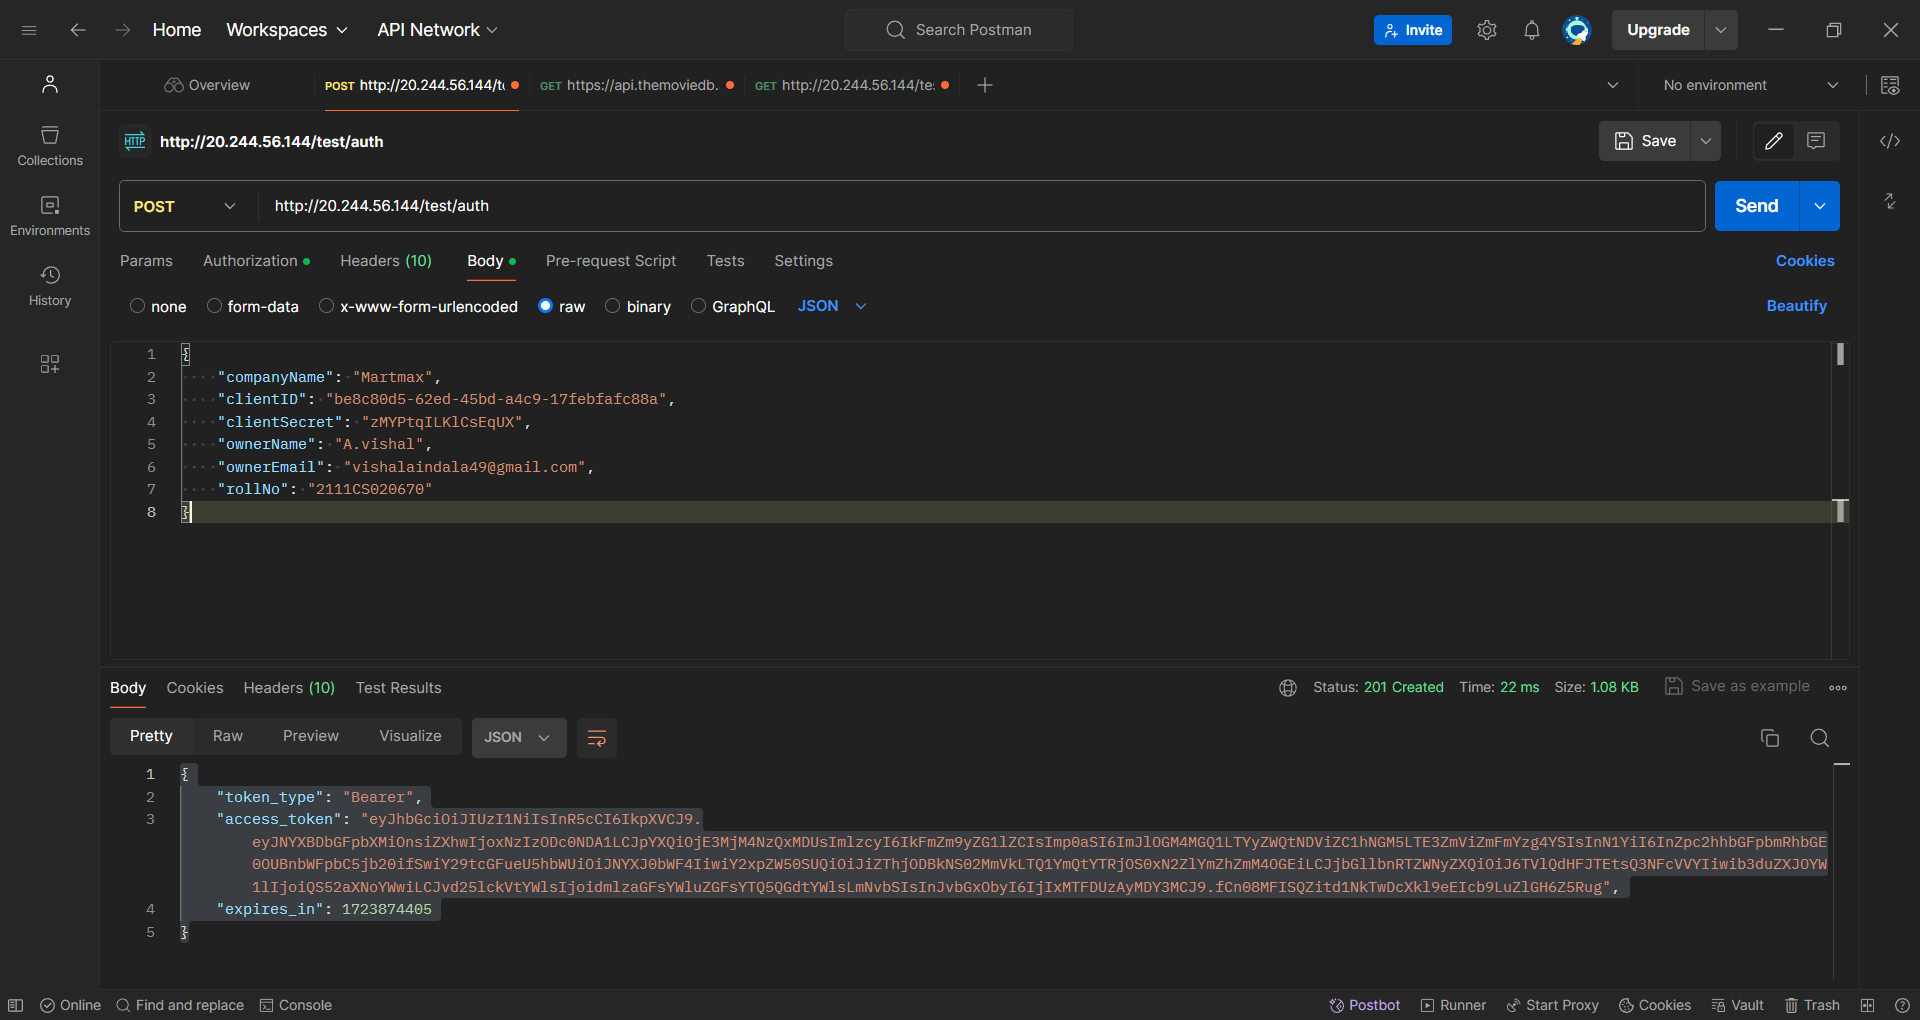 Home Workspaces API Network Search Postman Invite Upgrade
Overview POST http://20.244.56.144/t GET https://api.themoviedb. GET http://20.244.56.144/te: No environment
HTTP http://20.244.56.144/test/auth Save
Collections
Environments
History
POST http://20.244.56.144/test/auth Send
Params Authorization Headers (10) Body Pre-request Script Tests Settings Cookies
none form-data x-www-form-urlencoded raw binary GraphQL JSON Beautify
1 {
2 "companyName": "Martmax",
3 "clientID": "be8c80d5-62ed-45bd-a4c9-17febfafc88a",
4 "clientSecret": "zMYPtqILKlCsEqUX",
5 "ownerName": "A.vishal",
6 "ownerEmail": "vishalaindala49@gmail.com",
7 "rollNo": "2111CS020670"
8 }
Body Cookies Headers (10) Test Results Status: 201 Created Time: 22 ms Size: 1.08 KB Save as example
Pretty Raw Preview Visualize JSON
1 {
2 "token_type": "Bearer",
3 "access_token": "eyJhbGciOiJIUzI1NiIsInR5cCI6IkpXVCJ9.
4 "expires_in": 1723874405
5 }
Online Find and replace Console Postbot Runner Start Proxy Cookies Vault Trash